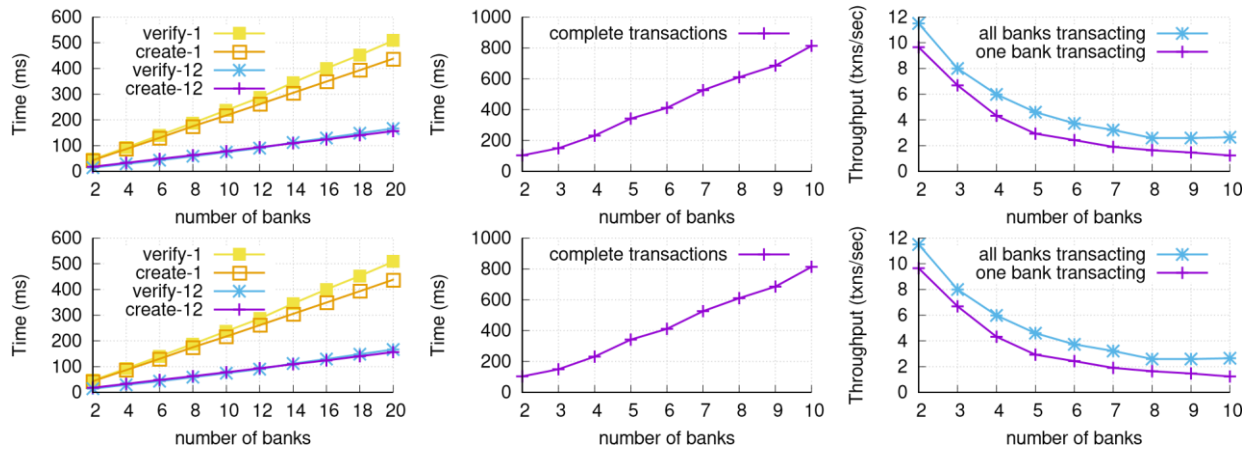 Time (ms)
600
500
400
300
200
100
0
verify-1
create-1
verify-12
create-12
2 4 6 8 10 12 14 16 18 20
number of banks
Time (ms)
1000
800
600
400
200
0
complete transactions
2 3 4 5 6 7 8 9 10
number of banks
Throughput (txns/sec)
12
10
8
6
4
2
0
all banks transacting
one bank transacting
2 3 4 5 6 7 8 9 10
number of banks
Time (ms)
600
500
400
300
200
100
0
verify-1
create-1
verify-12
create-12
2 4 6 8 10 12 14 16 18 20
number of banks
Time (ms)
1000
800
600
400
200
0
complete transactions
2 3 4 5 6 7 8 9 10
number of banks
Throughput (txns/sec)
12
10
8
6
4
2
0
all banks transacting
one bank transacting
2 3 4 5 6 7 8 9 10
number of banks